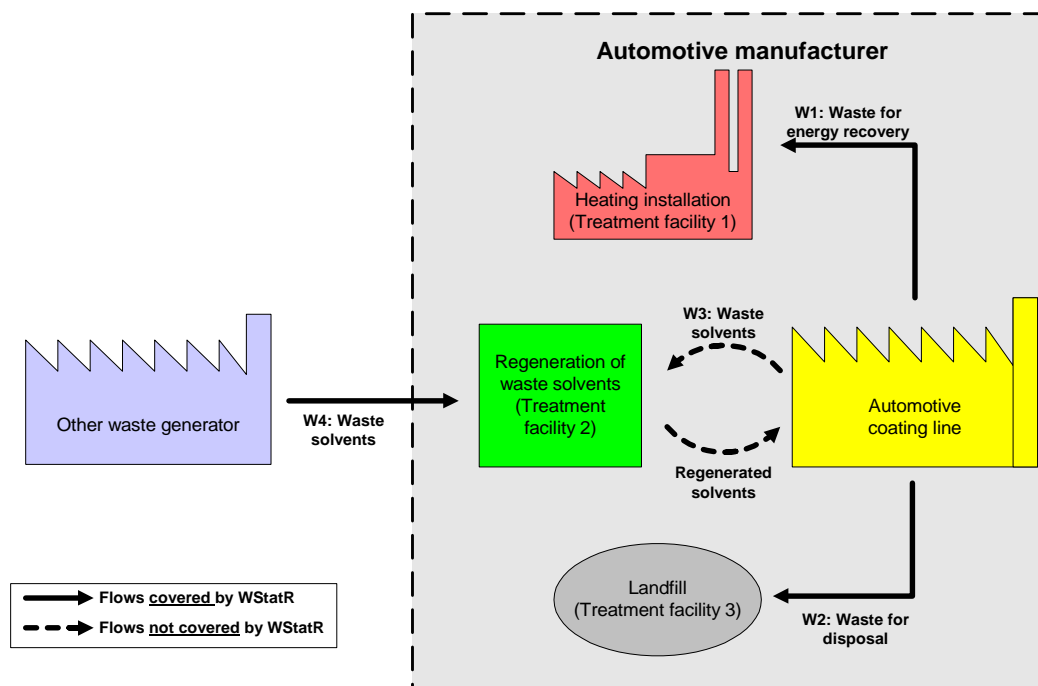 Automotive manufacturer
W1: Waste for
energy recovery
Heating installation
(Treatment facility 1)
W3: Waste
solvents
Regeneration of
waste solvents
(Treatment
facility 2)
Other waste generator
W4: Waste
solvents
Automotive
coating line
Regenerated
solvents
Landfill
(Treatment facility 3)
W2: Waste for
disposal
Flows covered by WStatR
Flows not covered by WStatR